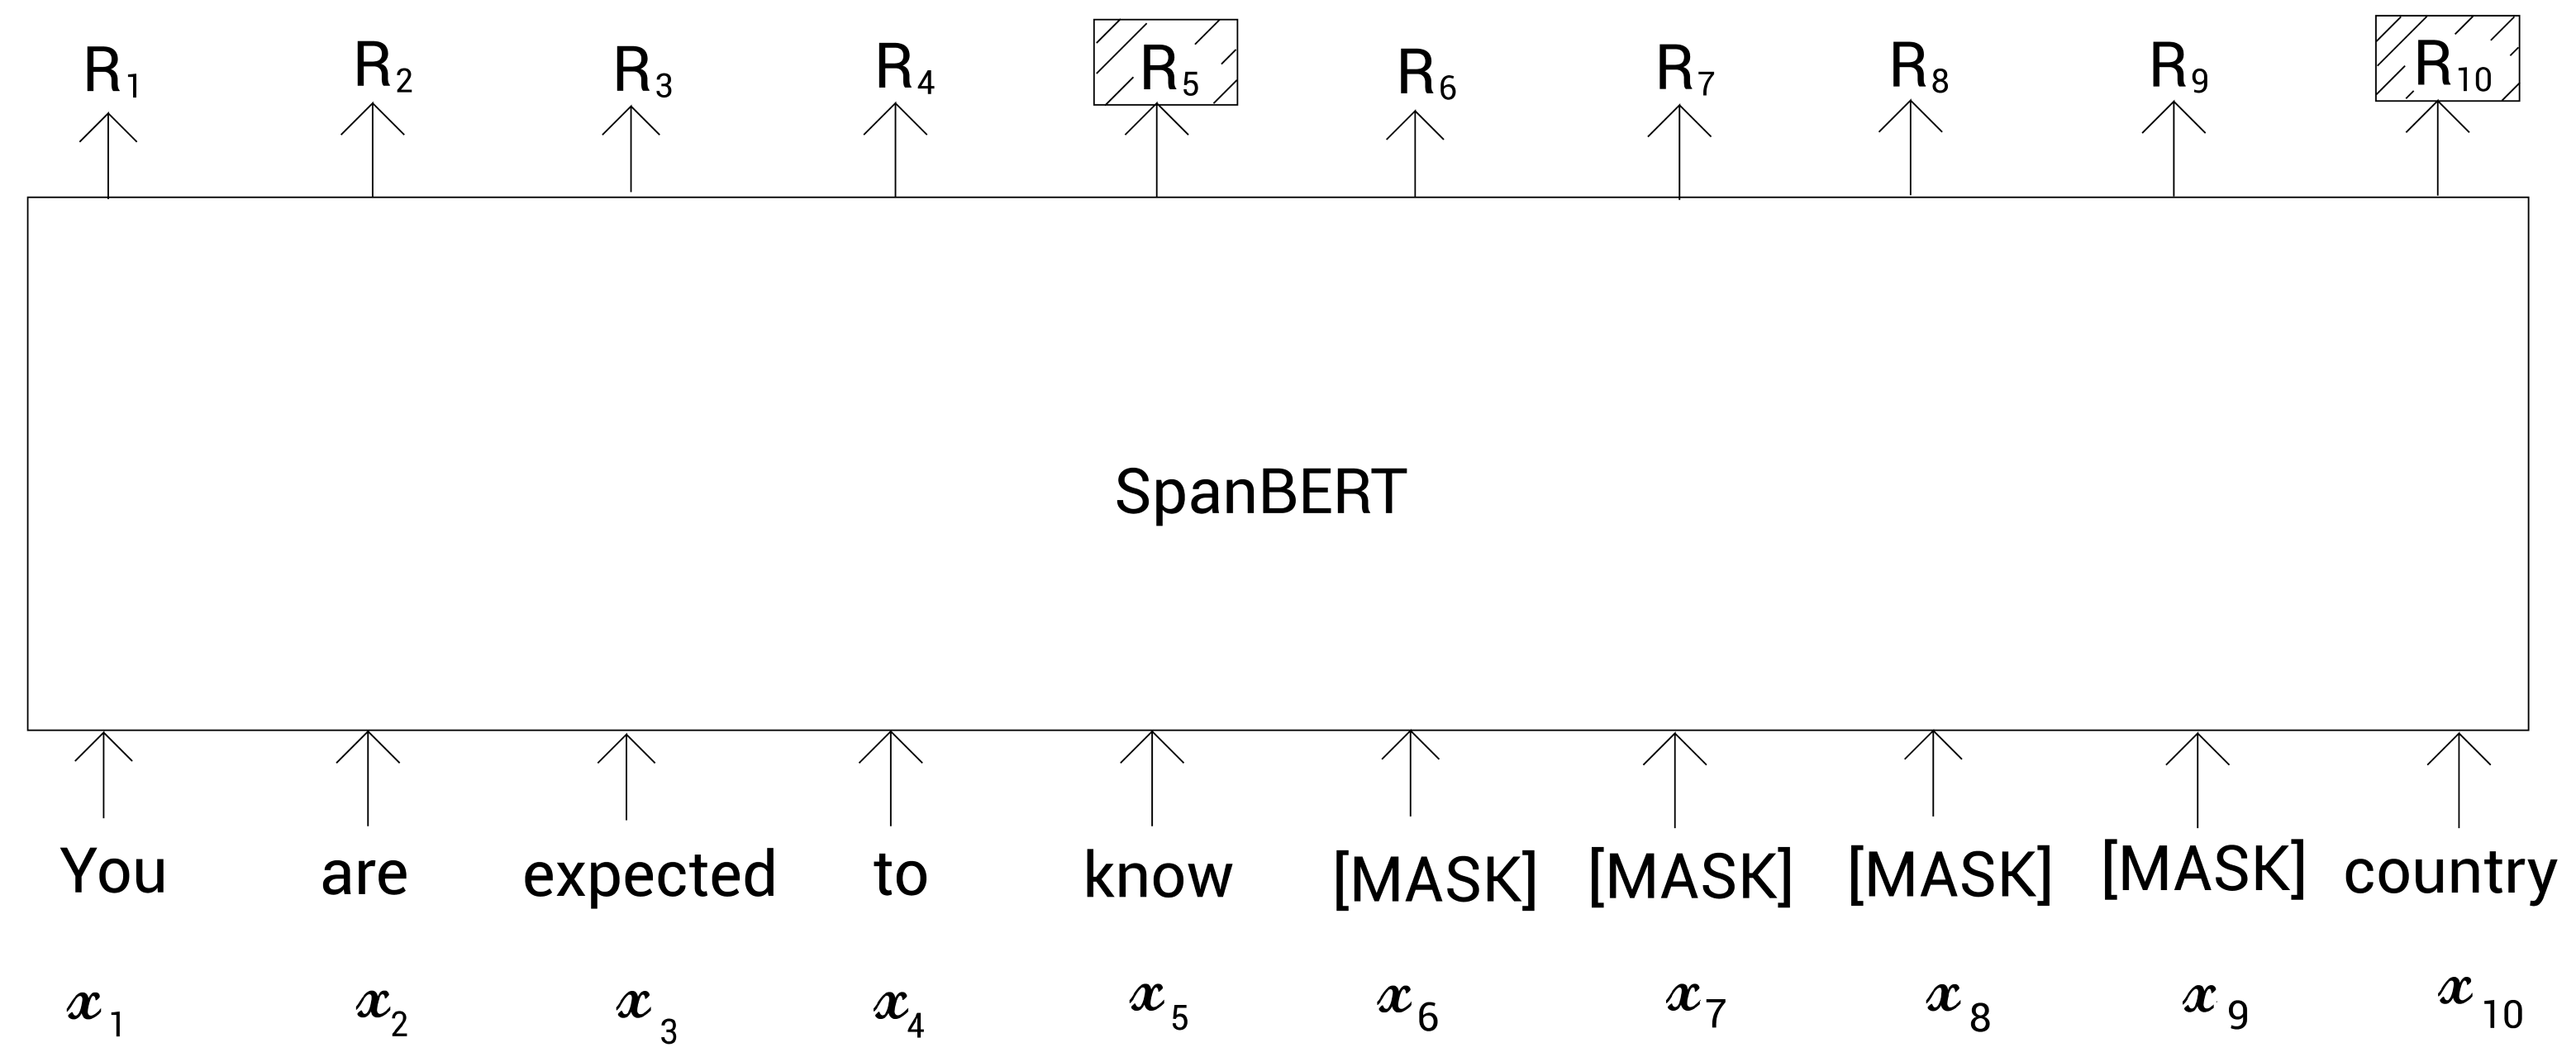 R1 R2 R3 R4 R5 R6 R7 R8 R9 R10
SpanBERT
You are expected to know [MASK] [MASK] [MASK] [MASK] country
x1 x2 x3 x4 x5 x6 x7 x8 x9 x10